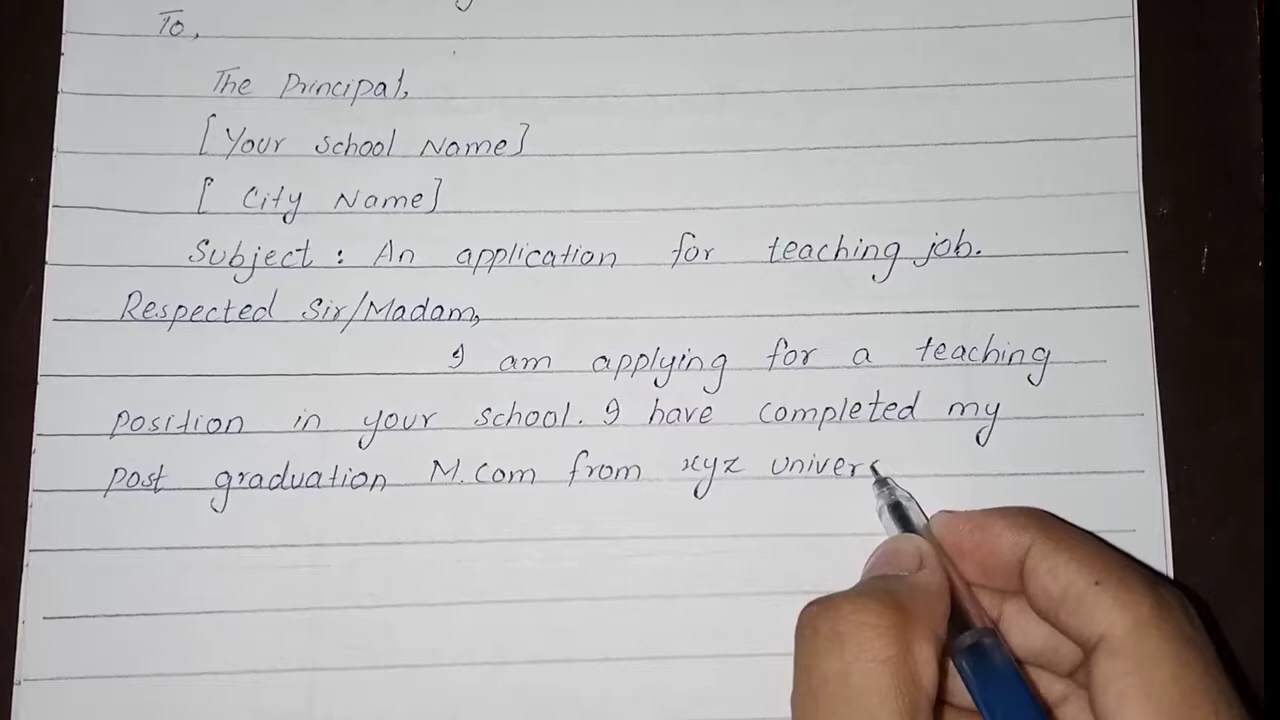 To,
The Principal,
[Your School Name]
[ City Name]
Subject : An application for teaching job.
Respected Sir/Madam,
I am applying for a teaching
position in your school. I have completed my
post graduation M.Com from xyz univers